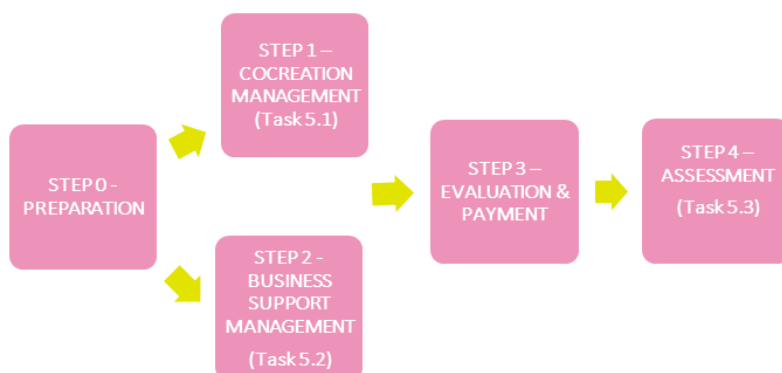 STEP 0 -
PREPARATION
STEP 1 –
COCREATION
MANAGEMENT
(Task 5.1)
STEP 2 -
BUSINESS
SUPPORT
MANAGEMENT
(Task 5.2)
STEP 3 –
EVALUATION &
PAYMENT
STEP 4 –
ASSESSMENT
(Task 5.3)